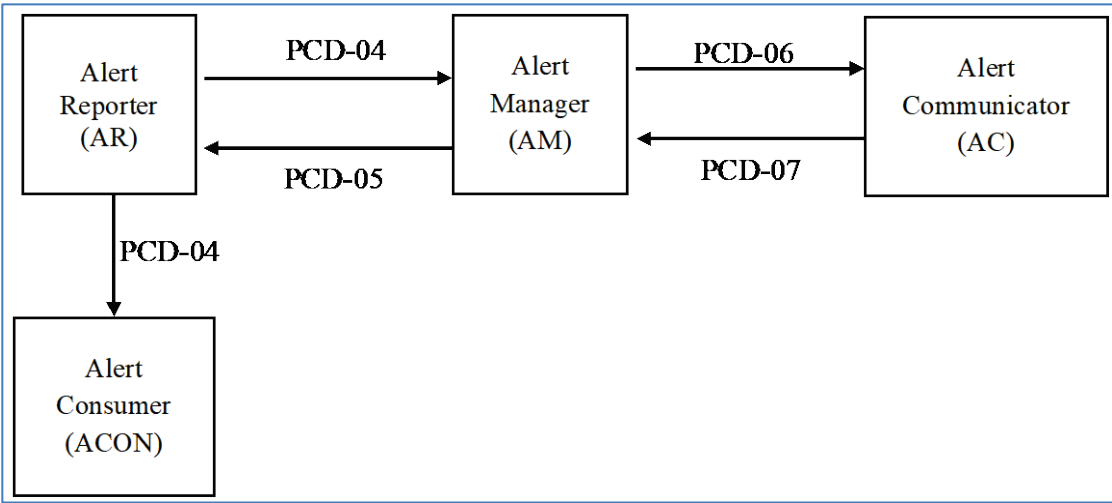 Alert
Reporter
(AR)
PCD-04
Alert
Manager
(AM)
PCD-06
Alert
Communicator
(AC)
PCD-05
PCD-07
PCD-04
Alert
Consumer
(ACON)